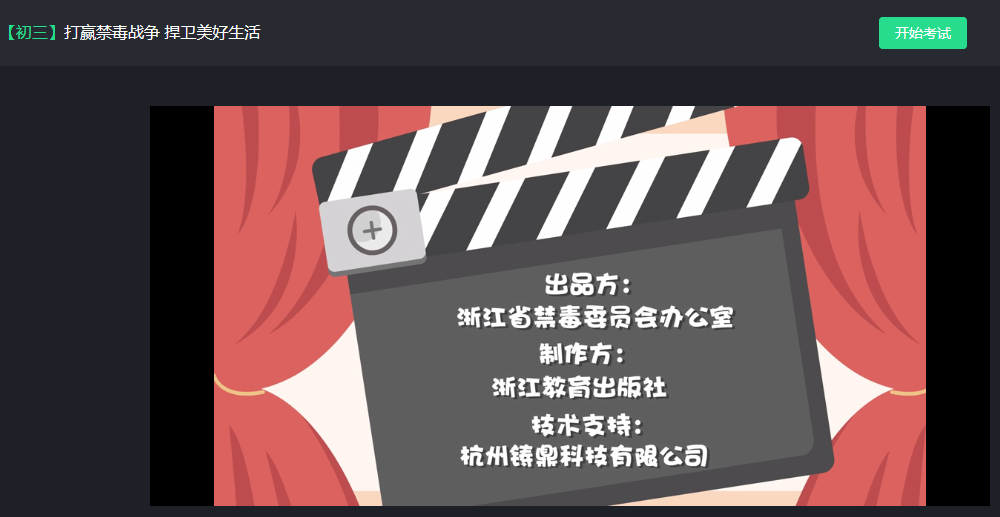 【初三】打赢禁毒战争 捍卫美好生活
开始考试
出品方：
浙江省禁毒委员会办公室
制作方：
浙江教育出版社
技术支持：
杭州铸鼎科技有限公司